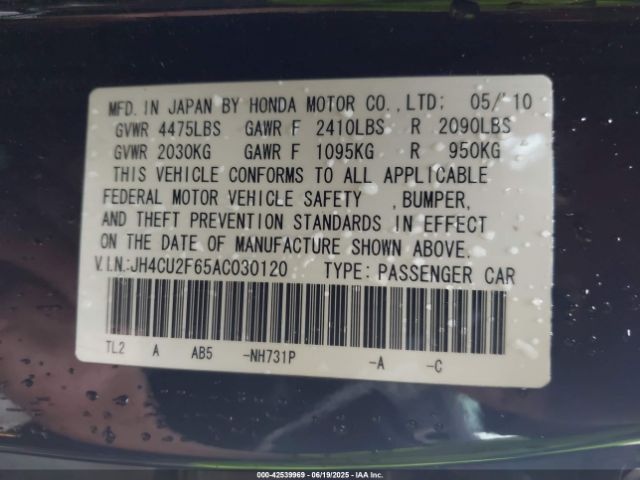 MFD. IN JAPAN BY HONDA MOTOR CO.,LTD; 05/'10
GVWR 4475LBS GAWR F 2410LBS R 2090LBS
GVWR 2030KG GAWR F 1095KG R 950KG
THIS VEHICLE CONFORMS TO ALL APPLICABLE
FEDERAL MOTOR VEHICLE SAFETY ,BUMPER,
AND THEFT PREVENTION STANDARDS IN EFFECT
ON THE DATE OF MANUFACTURE SHOWN ABOVE.
V.I.N.:JH4CU2F65AC030120 TYPE: PASSENGER CAR
TL2 A AB5 -NH731P -A -C
000-42539969 - 06/19/2025 - IAA Inc.